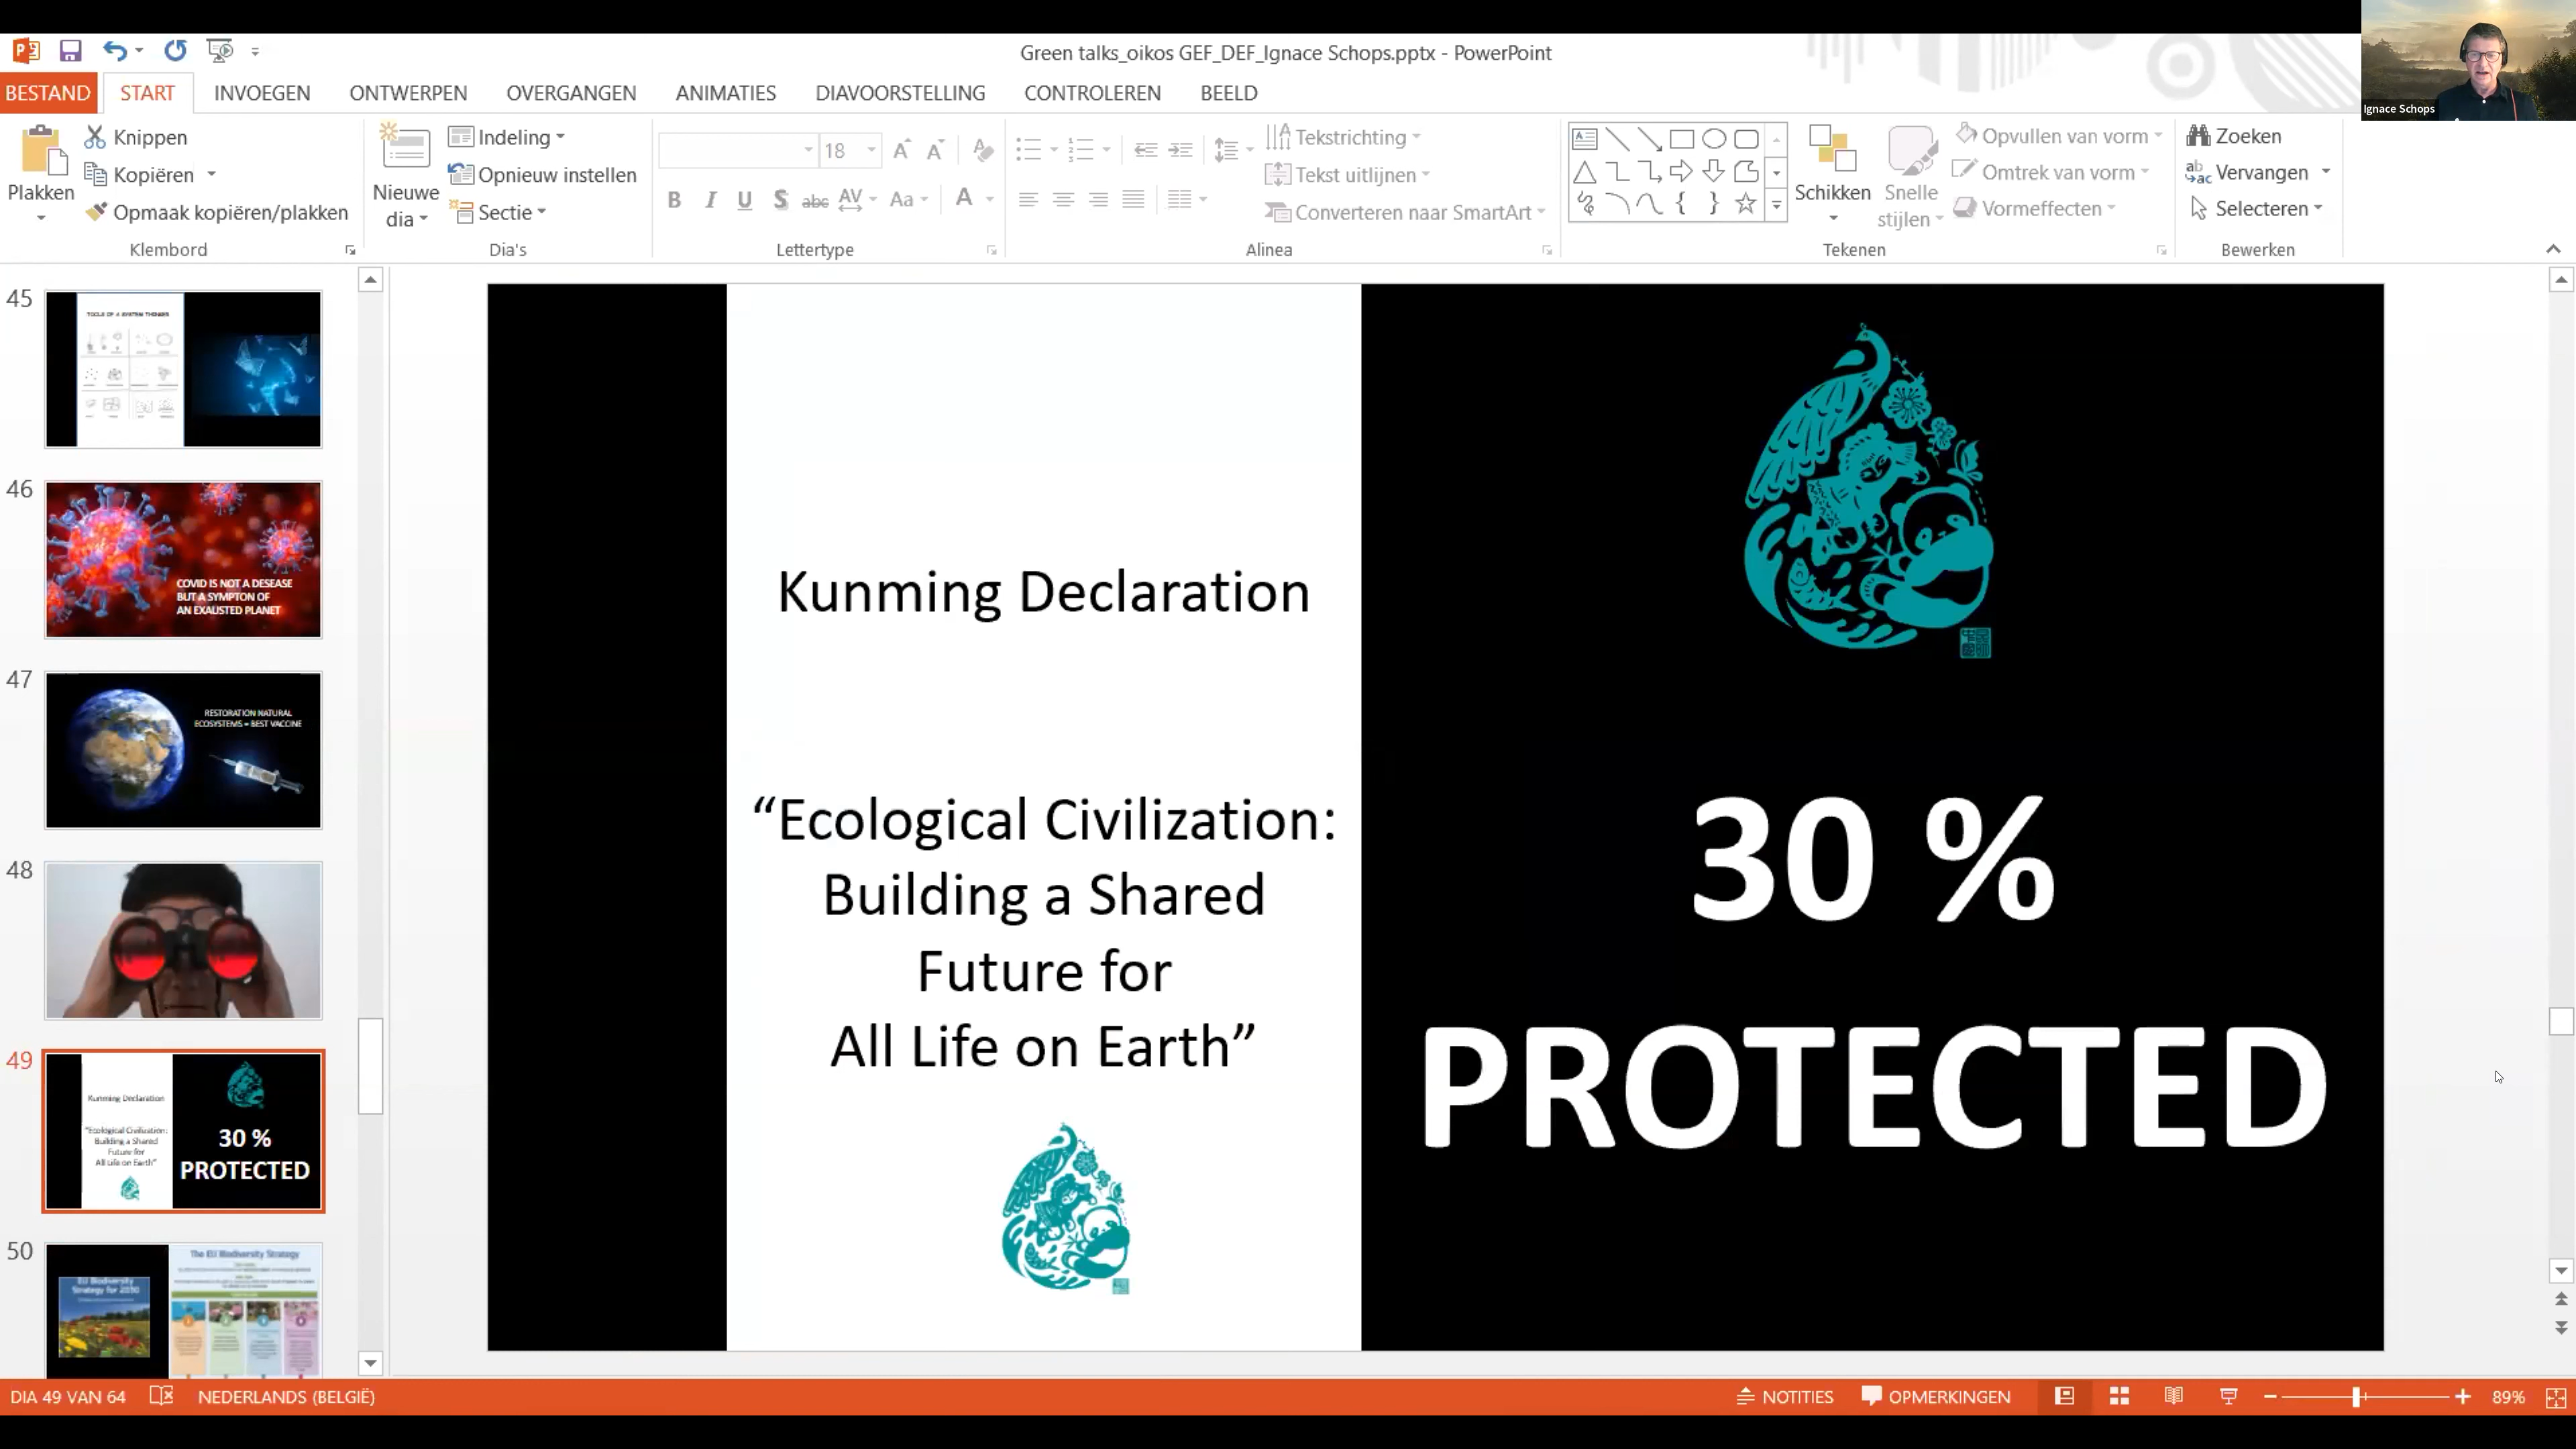 Green talks_oikos GEF_DEF_Ignace Schops.pptx - PowerPoint
Ignace Schops
BESTAND START INVOEGEN ONTWERPEN OVERGANGEN ANIMATIES DIAVOORSTELLING CONTROLEREN BEELD
Plakken
Knippen
Kopiëren
Opmaak kopiëren/plakken
Klembord
Nieuwe
dia
Indeling
Opnieuw instellen
Sectie
Dia's
18
Lettertype
Tekstrichting
Tekst uitlijnen
Converteren naar SmartArt
Alinea
Schikken
Snelle
stijlen
Opvullen van vorm
Omtrek van vorm
Vormeffecten
Tekenen
Zoeken
Vervangen
Selecteren
Bewerken
45
TOOLS OF A SYSTEM THINKER
46
COVID IS NOT A DESEASE
BUT A SYMPTON OF
AN EXAUSTED PLANET
47
RESTORATION NATURAL
ECOSYSTEMS = BEST VACCINE
48
49
Kunming Declaration
“Ecological Civilization:
Building a Shared
Future for
All Life on Earth”
30 %
PROTECTED
50
EU Biodiversity
Strategy for 2030
The EU Biodiversity Strategy
Kunming Declaration
“Ecological Civilization:
Building a Shared
Future for
All Life on Earth”
30 %
PROTECTED
DIA 49 VAN 64 NEDERLANDS (BELGIË) NOTITIES OPMERKINGEN 89%